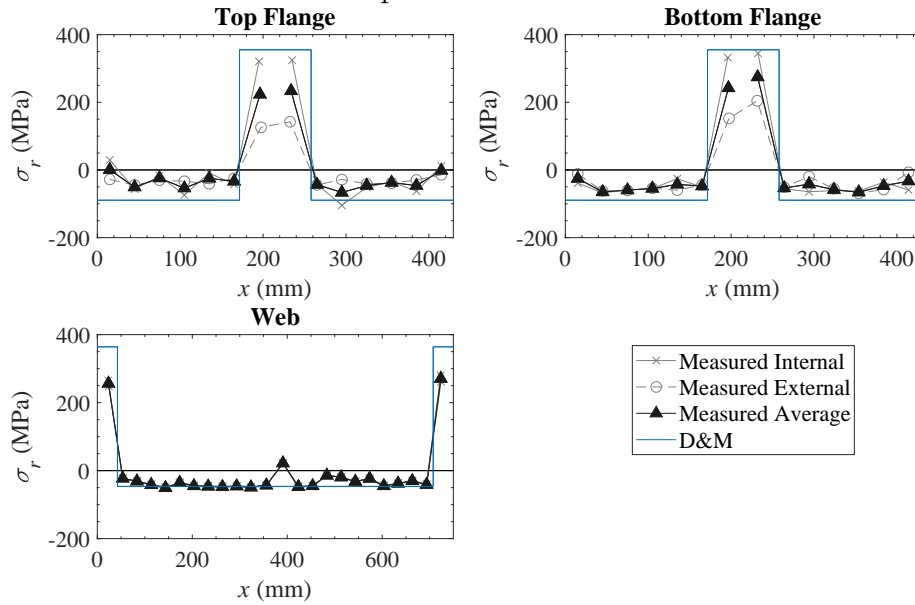 Top Flange
400
200
0
-200
0 100 200 300 400
σr (MPa)
x (mm)
Bottom Flange
400
200
0
-200
0 100 200 300 400
σr (MPa)
x (mm)
Web
400
200
0
-200
0 200 400 600
σr (MPa)
x (mm)
Measured Internal
Measured External
Measured Average
D&M